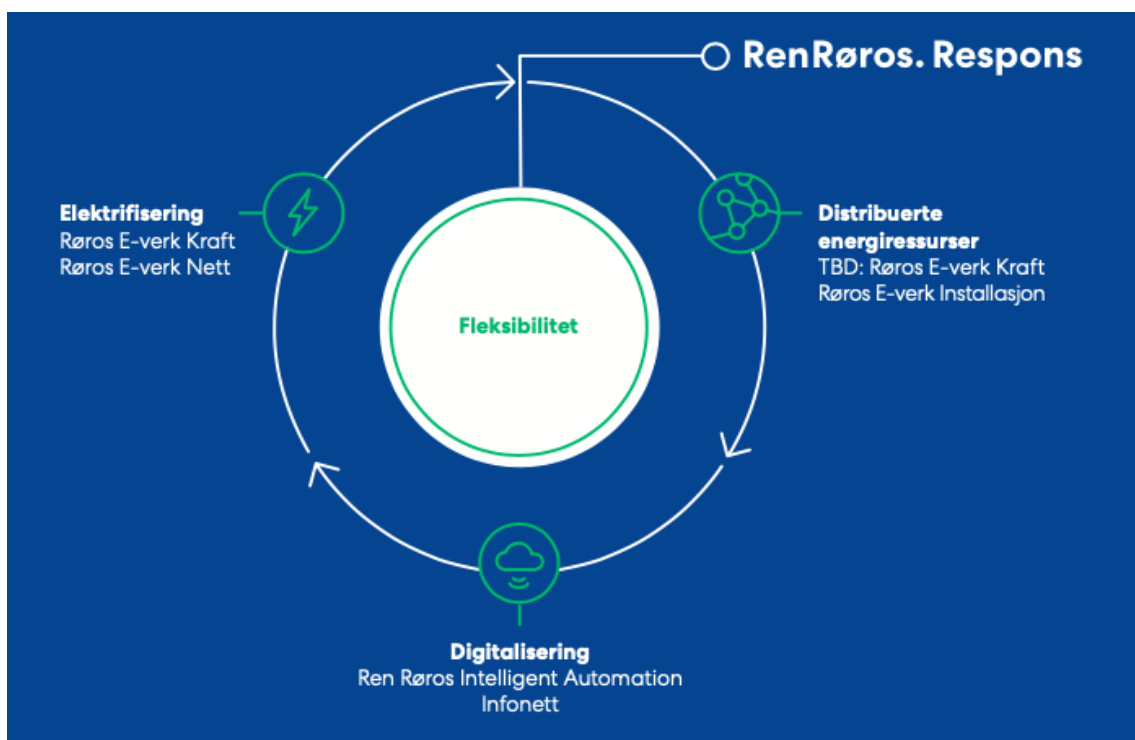 RenRøros. Respons
Elektrifisering
Røros E-verk Kraft
Røros E-verk Nett
Distribuerte
energiressurser
TBD: Røros E-verk Kraft
Røros E-verk Installasjon
Fleksibilitet
Digitalisering
Ren Røros Intelligent Automation
Infonett